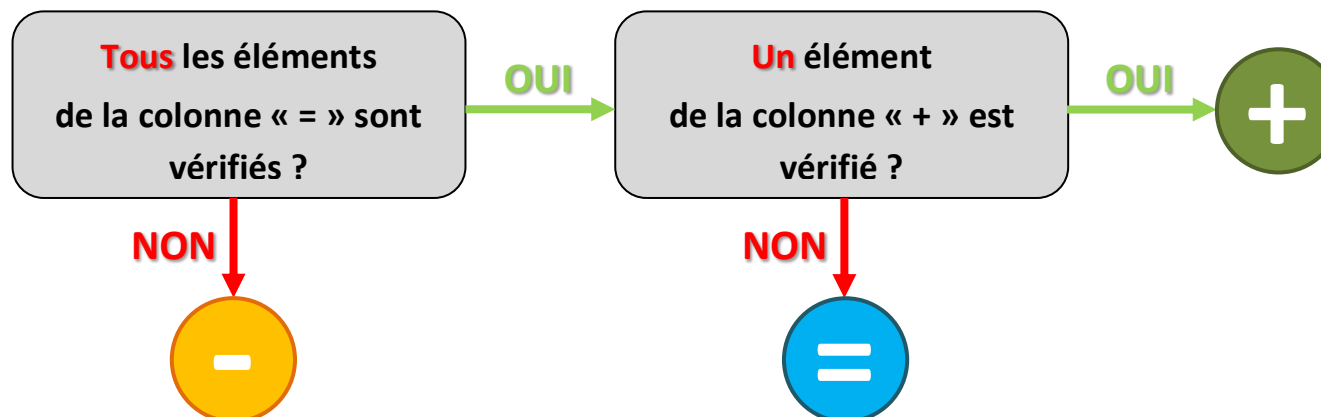 Tous les éléments
de la colonne « = » sont
vérifiés ?
OUI
Un élément
de la colonne « + » est
vérifié ?
OUI
+
NON
NON
-
=